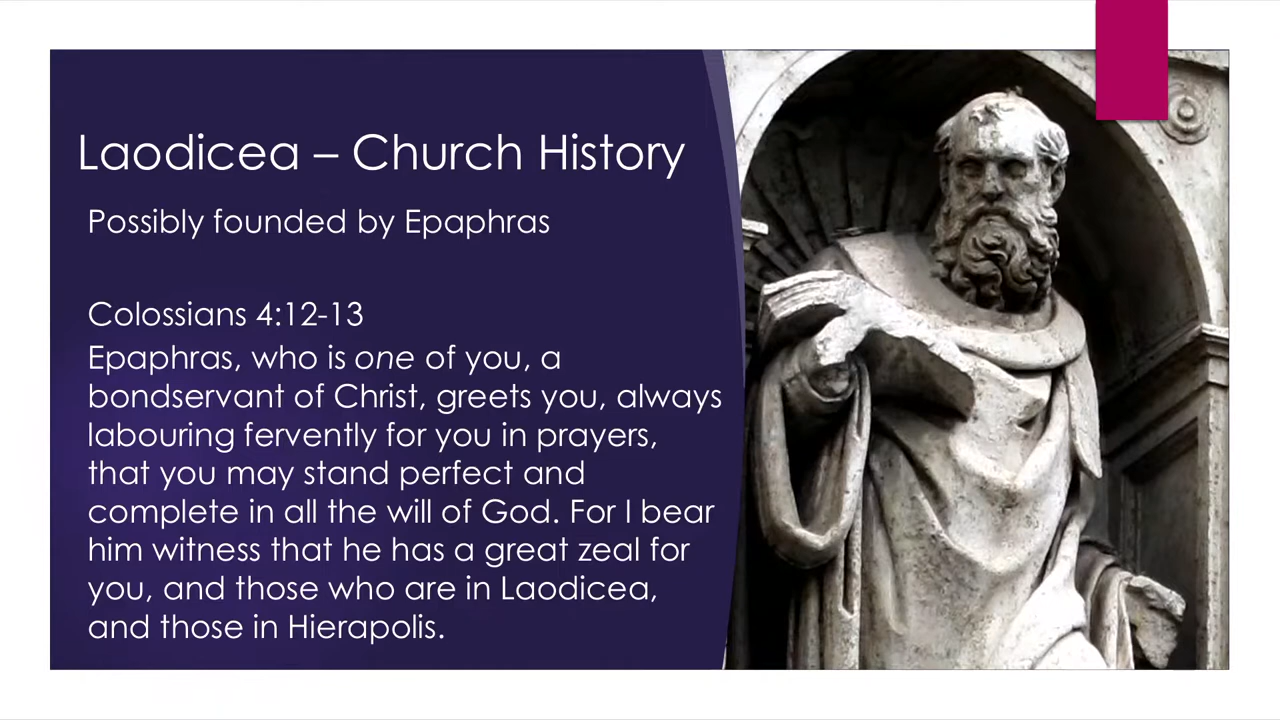 Laodicea – Church History
Possibly founded by Epaphras
Colossians 4:12-13
Epaphras, who is one of you, a
bondservant of Christ, greets you, always
labouring fervently for you in prayers,
that you may stand perfect and
complete in all the will of God. For I bear
him witness that he has a great zeal for
you, and those who are in Laodicea,
and those in Hierapolis.